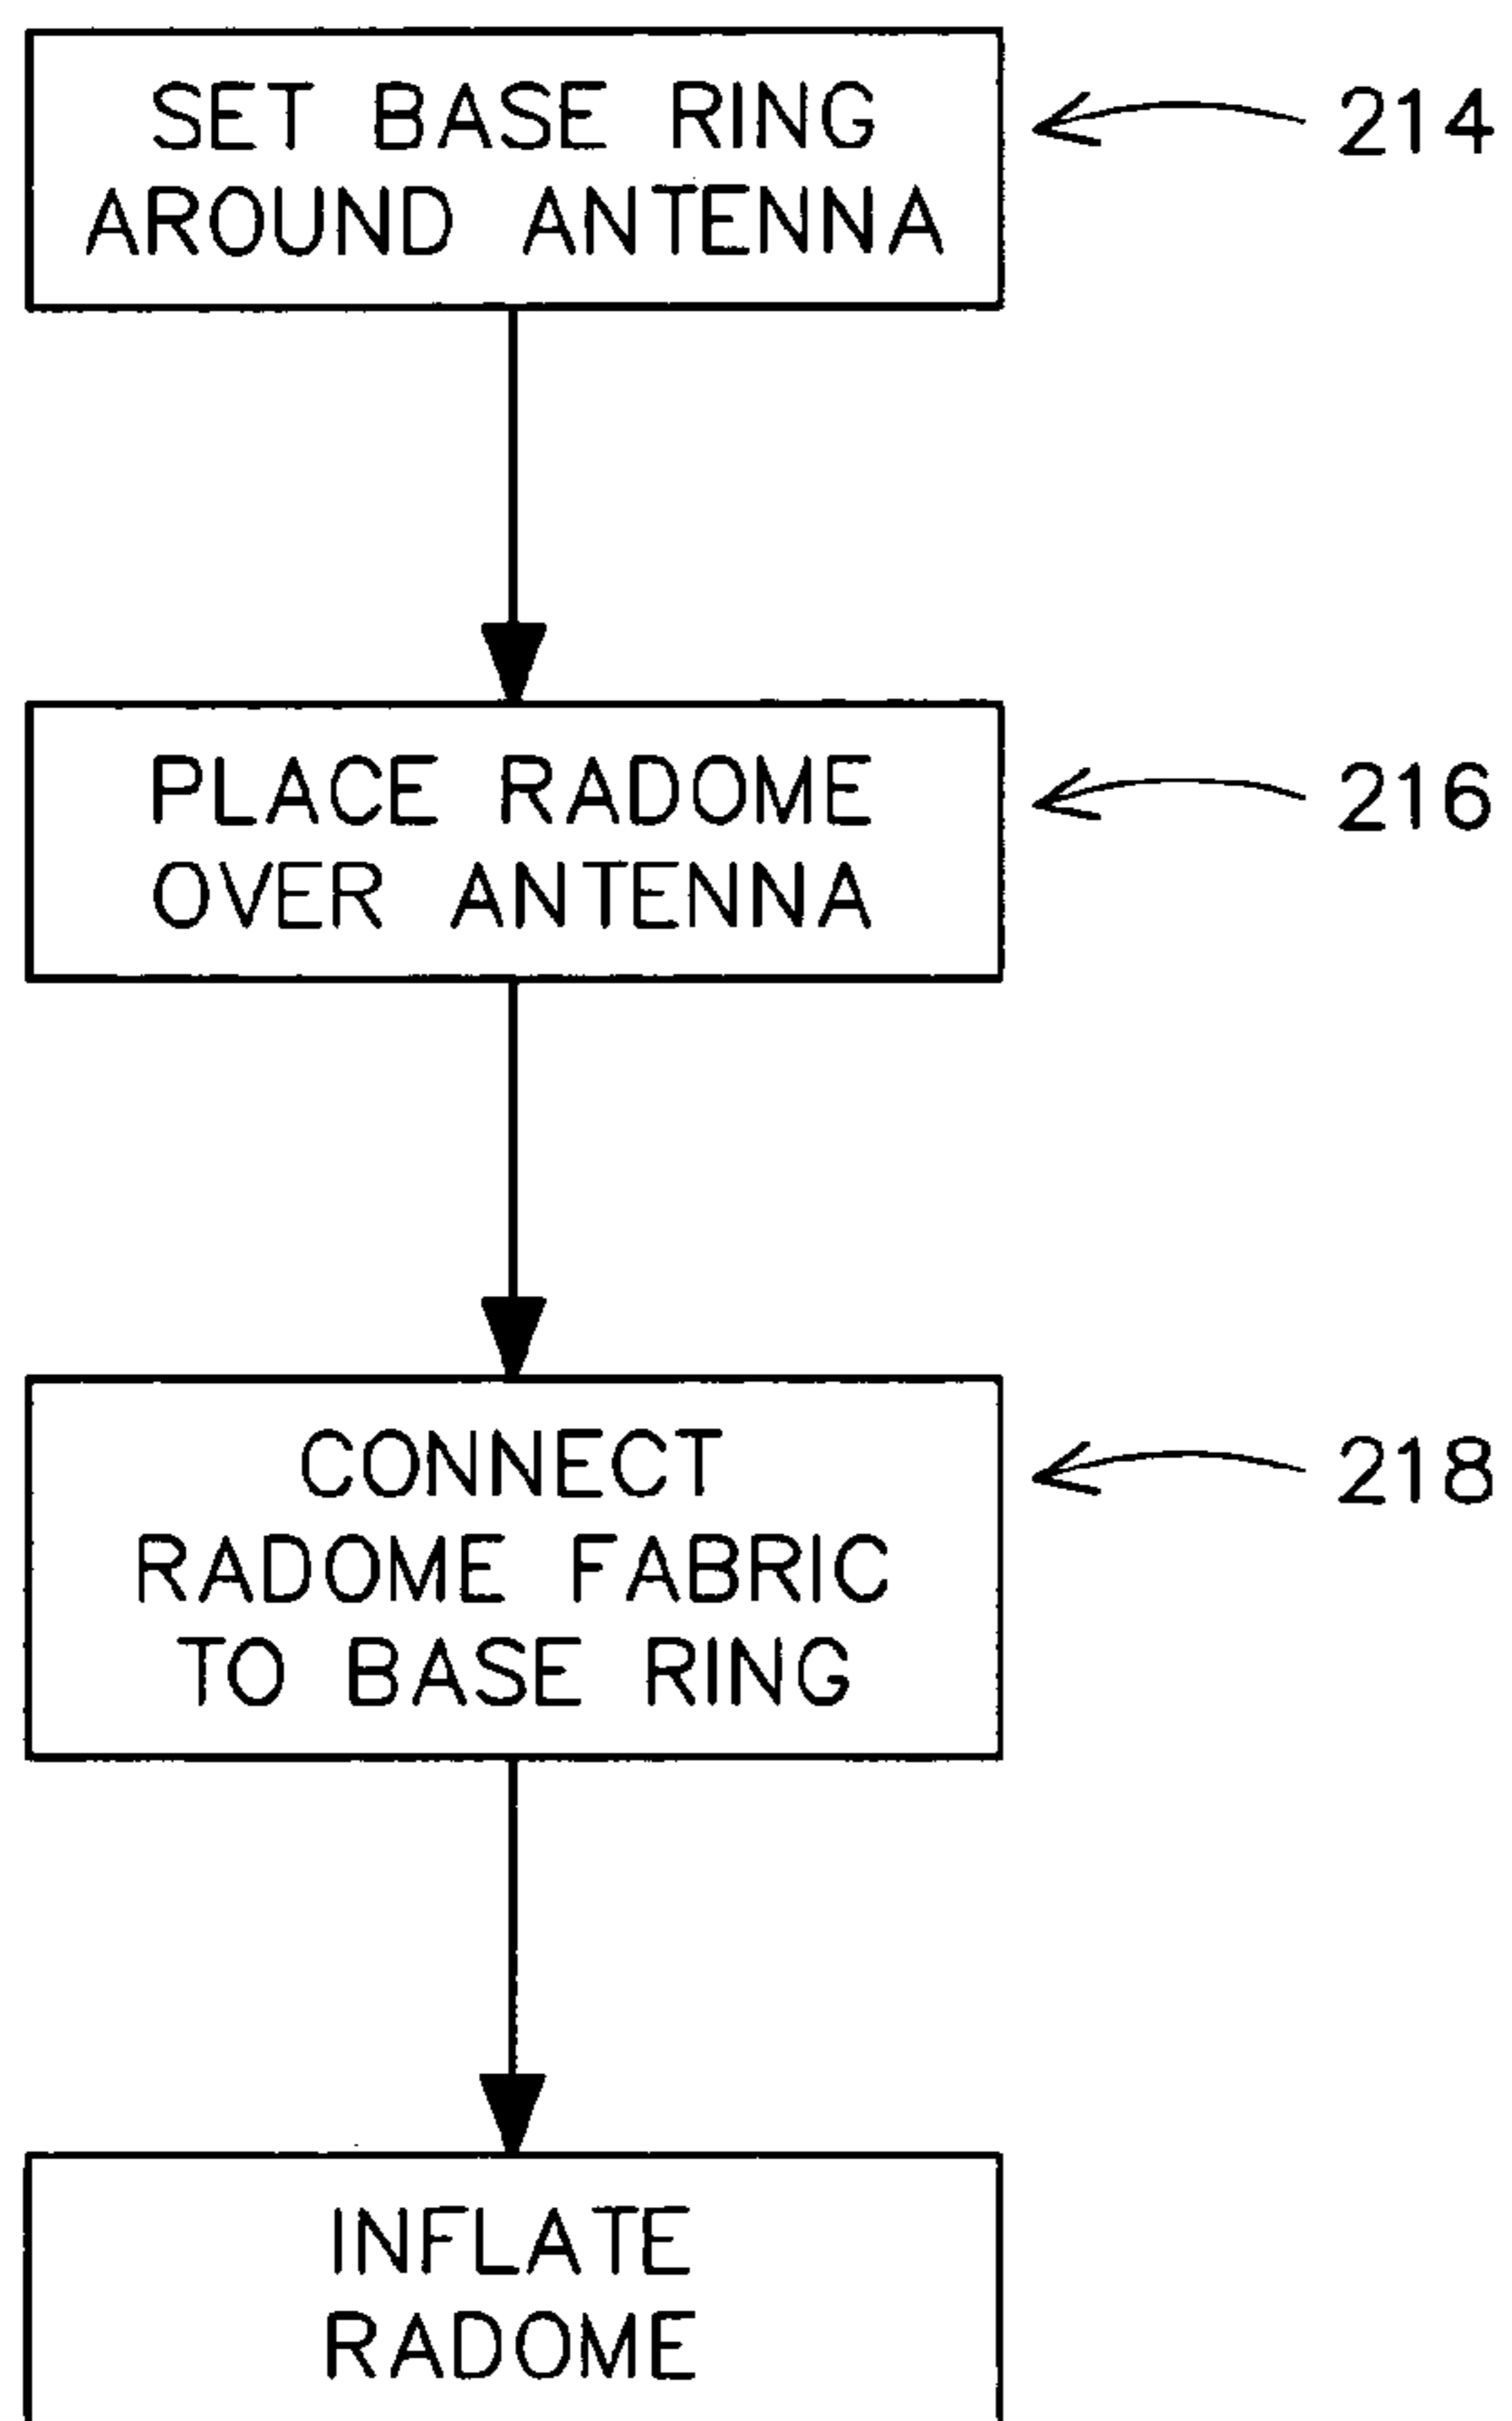 SET BASE RING
AROUND ANTENNA
214
PLACE RADOME
OVER ANTENNA
216
CONNECT
RADOME FABRIC
TO BASE RING
218
INFLATE
RADOME